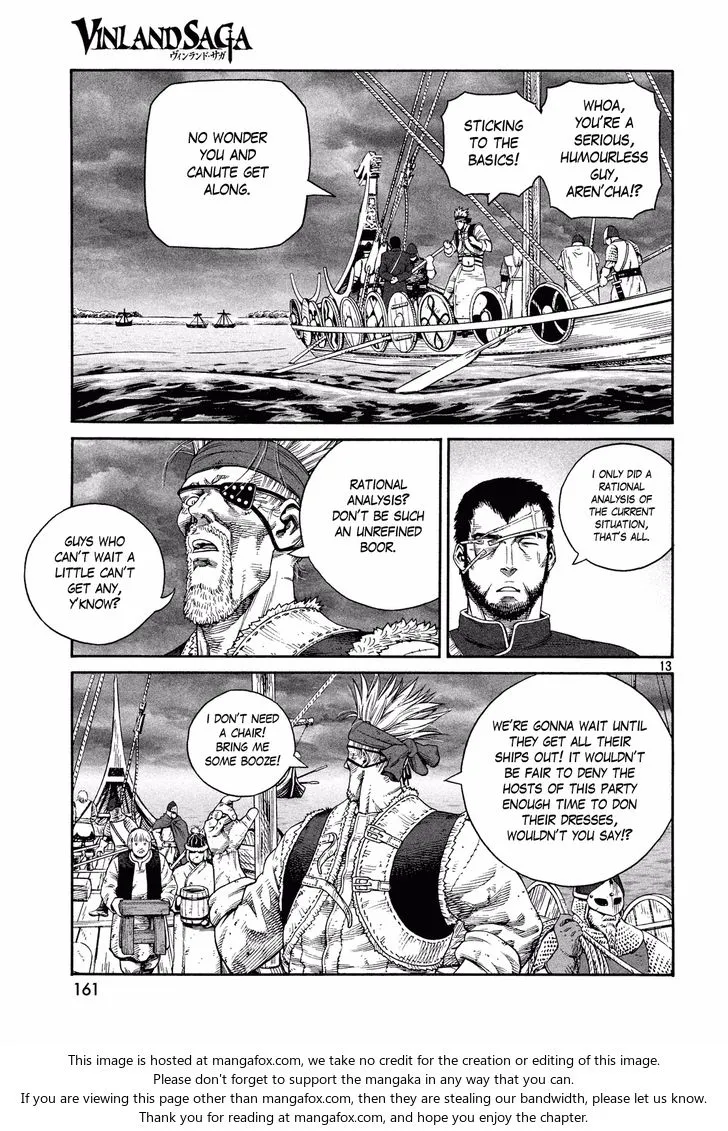 VINLAND SAGA
ヴィンランド・サガ
WHOA,
YOU'RE A
SERIOUS,
HUMOURLESS
GUY,
AREN'CHA!?
STICKING
TO THE
BASICS!
NO WONDER
YOU AND
CANUTE GET
ALONG.
I ONLY DID A
RATIONAL
ANALYSIS OF
THE CURRENT
SITUATION,
THAT'S ALL.
RATIONAL
ANALYSIS?
DON'T BE SUCH
AN UNREFINED
BOOR.
GUYS WHO
CAN'T WAIT A
LITTLE CAN'T
GET ANY,
Y'KNOW?
13
WE'RE GONNA WAIT UNTIL
THEY GET ALL THEIR
SHIPS OUT! IT WOULDN'T
BE FAIR TO DENY THE
HOSTS OF THIS PARTY
ENOUGH TIME TO DON
THEIR DRESSES,
WOULDN'T YOU SAY!?
I DON'T NEED
A CHAIR!
BRING ME
SOME BOOZE!
161
This image is hosted at mangafox.com, we take no credit for the creation or editing of this image.
Please don't forget to support the mangaka in any way that you can.
If you are viewing this page other than mangafox.com, then they are stealing our bandwidth, please let us know.
Thank you for reading at mangafox.com, and hope you enjoy the chapter.